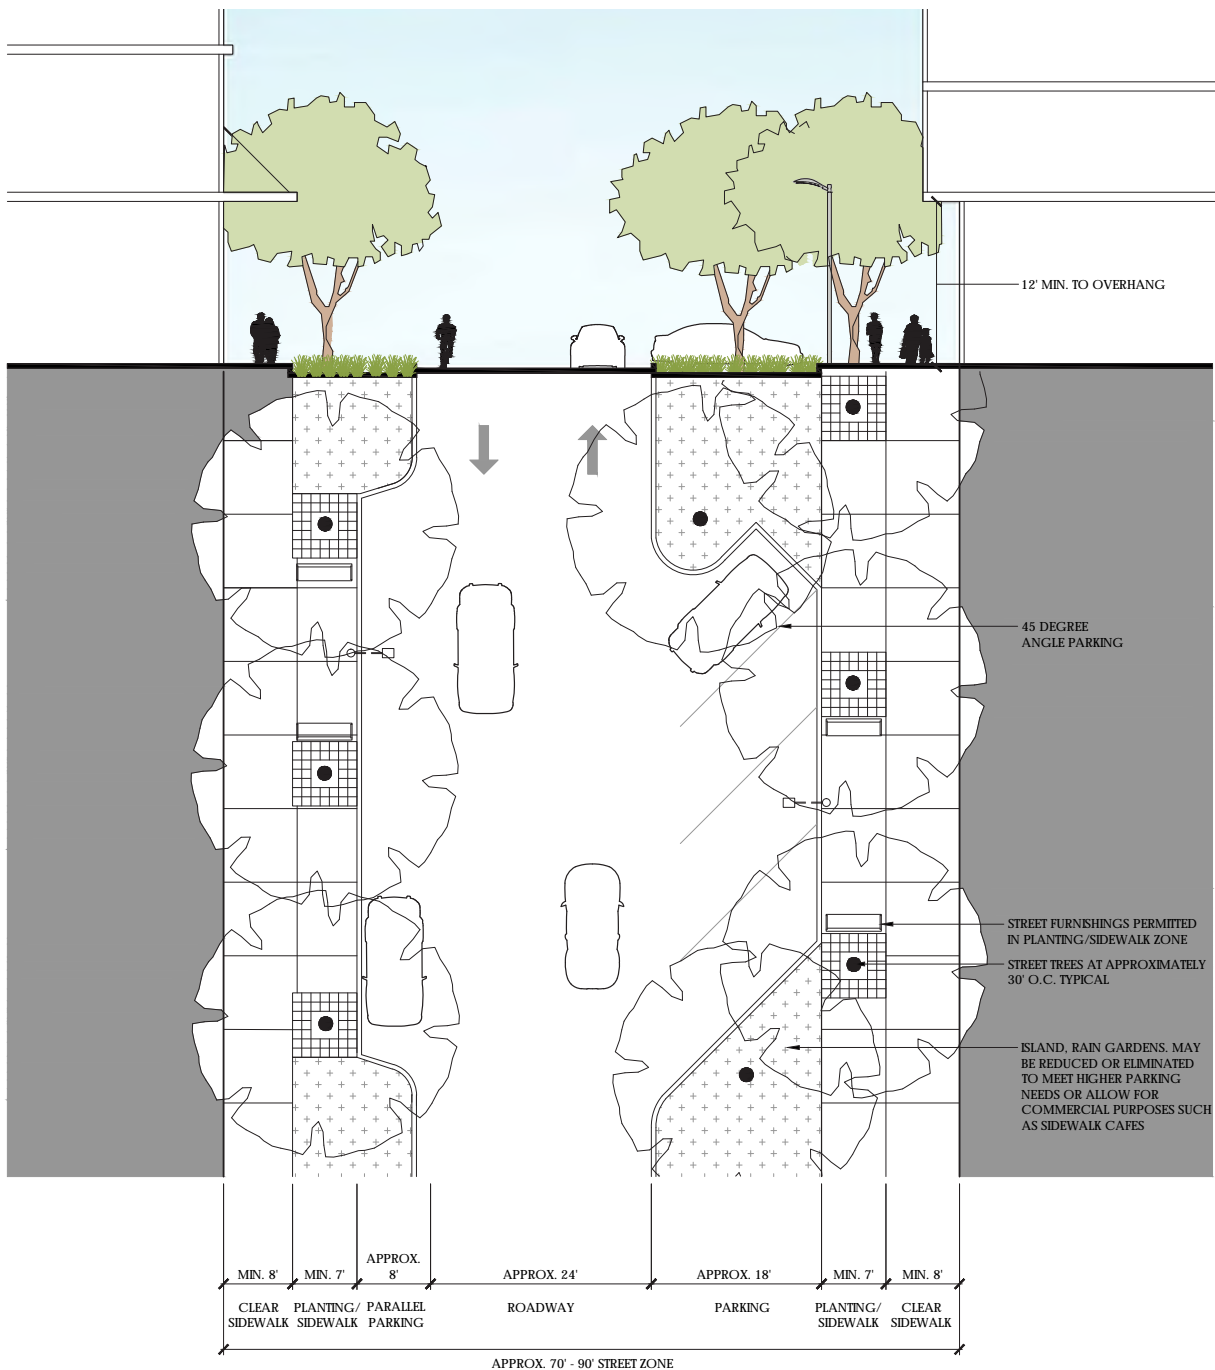 12' MIN. TO OVERHANG
45 DEGREE
ANGLE PARKING
STREET FURNISHINGS PERMITTED
IN PLANTING/SIDEWALK ZONE
STREET TREES AT APPROXIMATELY
30' O.C. TYPICAL
ISLAND, RAIN GARDENS. MAY
BE REDUCED OR ELIMINATED
TO MEET HIGHER PARKING
NEEDS OR ALLOW FOR
COMMERCIAL PURPOSES SUCH
AS SIDEWALK CAFES
MIN. 8'
MIN. 7'
APPROX.
8'
APPROX. 24'
APPROX. 18'
MIN. 7'
MIN. 8'
CLEAR
SIDEWALK
PLANTING/
SIDEWALK
PARALLEL
PARKING
ROADWAY
PARKING
PLANTING/
SIDEWALK
CLEAR
SIDEWALK
APPROX. 70' - 90' STREET ZONE